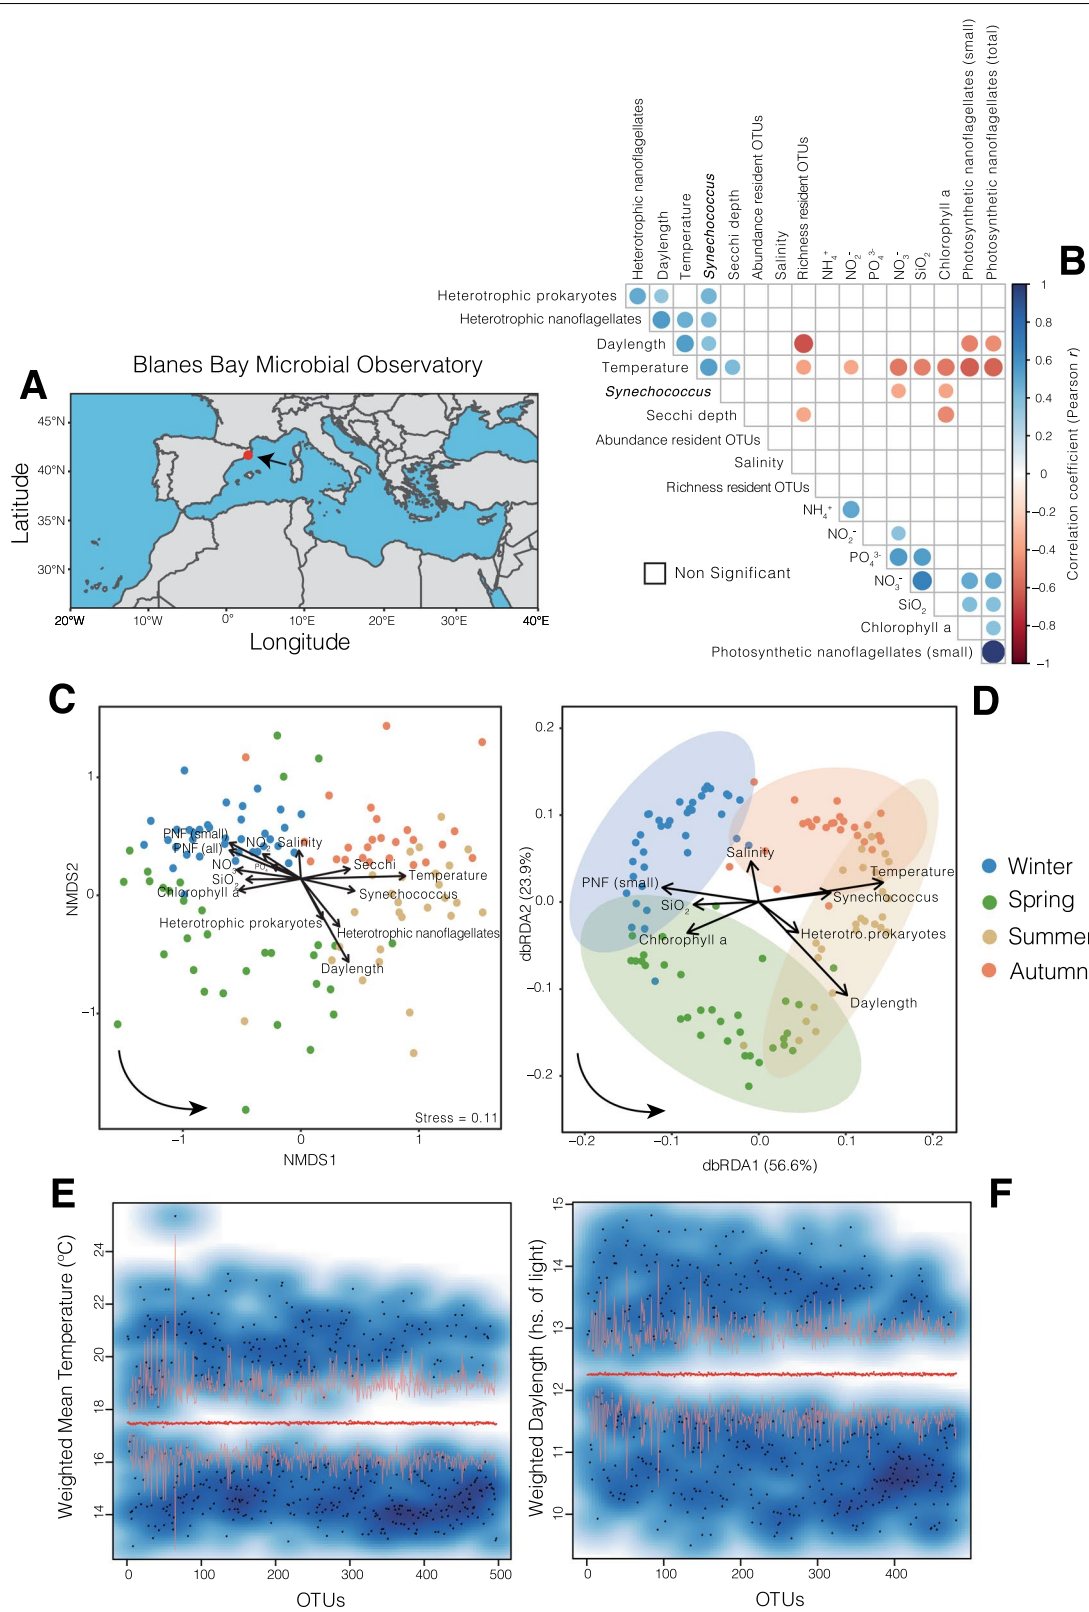 Heterotrophic nanoflagellates
Daylength
Temperature
Synechococcus
Secchi depth
Abundance resident OTUs
Salinity
Richness resident OTUs
NH₄⁺
NO₂⁻
PO₄³⁻
NO₃⁻
SiO₂
Chlorophyll a
Photosynthetic nanoflagellates (small)
Photosynthetic nanoflagellates (total)
B
Heterotrophic prokaryotes
Heterotrophic nanoflagellates
Daylength
Temperature
Synechococcus
Secchi depth
Abundance resident OTUs
Salinity
Richness resident OTUs
NH₄⁺
NO₂⁻
PO₄³⁻
NO₃⁻
SiO₂
Chlorophyll a
Photosynthetic nanoflagellates (small)
Non Significant
1
0.8
0.6
0.4
0.2
0
−0.2
−0.4
−0.6
−0.8
−1
Correlation coefficient (Pearson r)
A
Blanes Bay Microbial Observatory
45°N
40°N
35°N
30°N
Latitude
20°W
10°W
0°
10°E
20°E
30°E
40°E
Longitude
C
1
0
−1
NMDS2
PNF (small)
PNF (all)
NO₂
Salinity
NO₃
PO₄
SiO₂
Chlorophyll a
Secchi
Temperature
Synechococcus
Heterotrophic prokaryotes
Heterotrophic nanoflagellates
Daylength
Stress = 0.11
−1
0
1
NMDS1
D
0.2
0.1
0.0
−0.1
−0.2
dbRDA2 (23.9%)
Salinity
PNF (small)
SiO₂
Chlorophyll a
Temperature
Synechococcus
Heterotro.prokaryotes
Daylength
−0.2
−0.1
0.0
0.1
0.2
dbRDA1 (56.6%)
Winter
Spring
Summer
Autumn
E
24
22
20
18
16
14
Weighted Mean Temperature (°C)
0
100
200
300
400
500
OTUs
F
15
14
13
12
11
10
Weighted Daylength (hs. of light)
0
100
200
300
400
OTUs